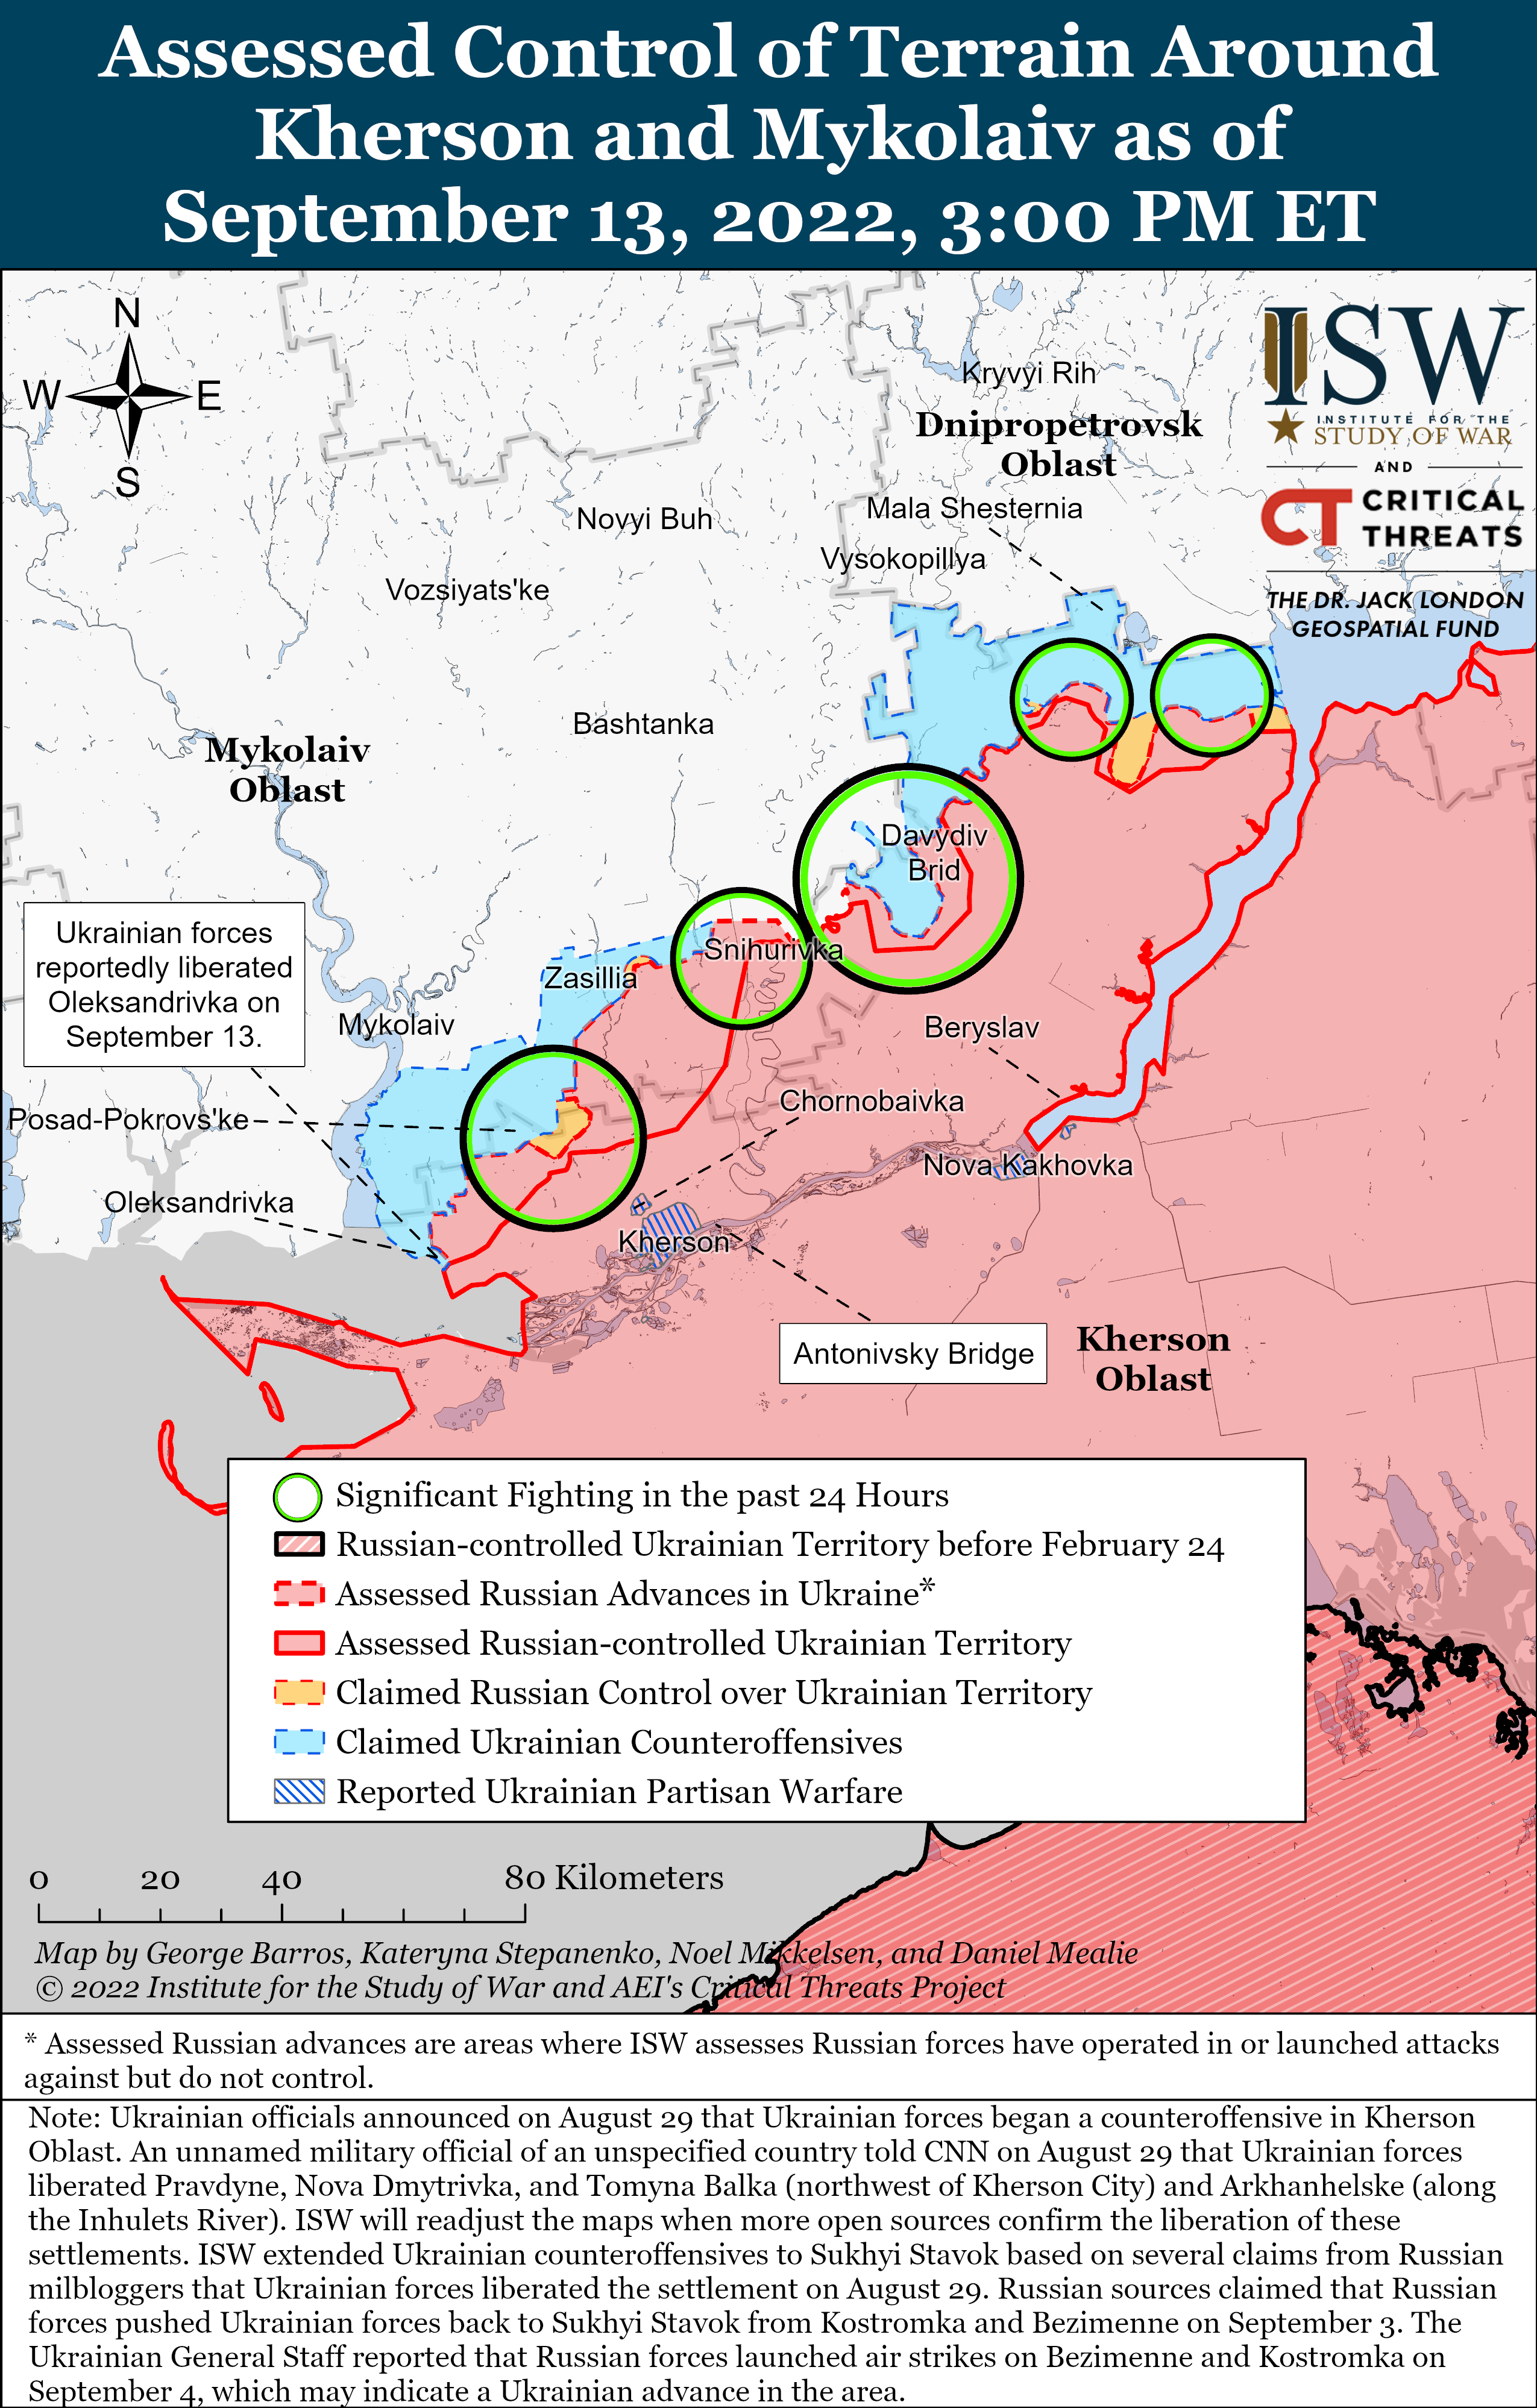 Assessed Control of Terrain Around
Kherson and Mykolaiv as of
September 13, 2022, 3:00 PM ET
N
W E
S
ISW
INSTITUTE FOR THE
STUDY OF WAR
AND
CT CRITICAL
THREATS
THE DR. JACK LONDON
GEOSPATIAL FUND
Kryvyi Rih
Dnipropetrovsk
Oblast
Mala Shesternia
Novyi Buh
Vysokopillya
Vozsiyats'ke
Bashtanka
Mykolaiv
Oblast
Davydiv
Brid
Ukrainian forces
reportedly liberated
Oleksandrivka on
September 13.
Snihurivka
Zasillia
Mykolaiv
Beryslav
Chornobaivka
Posad-Pokrovs'ke
Nova Kakhovka
Oleksandrivka
Kherson
Antonivsky Bridge
Kherson
Oblast
Significant Fighting in the past 24 Hours
Russian-controlled Ukrainian Territory before February 24
Assessed Russian Advances in Ukraine*
Assessed Russian-controlled Ukrainian Territory
Claimed Russian Control over Ukrainian Territory
Claimed Ukrainian Counteroffensives
Reported Ukrainian Partisan Warfare
0 20 40 80 Kilometers
Map by George Barros, Kateryna Stepanenko, Noel Mikkelsen, and Daniel Mealie
© 2022 Institute for the Study of War and AEI's Critical Threats Project
* Assessed Russian advances are areas where ISW assesses Russian forces have operated in or launched attacks
against but do not control.
Note: Ukrainian officials announced on August 29 that Ukrainian forces began a counteroffensive in Kherson
Oblast. An unnamed military official of an unspecified country told CNN on August 29 that Ukrainian forces
liberated Pravdyne, Nova Dmytrivka, and Tomyna Balka (northwest of Kherson City) and Arkhanhelske (along
the Inhulets River). ISW will readjust the maps when more open sources confirm the liberation of these
settlements. ISW extended Ukrainian counteroffensives to Sukhyi Stavok based on several claims from Russian
milbloggers that Ukrainian forces liberated the settlement on August 29. Russian sources claimed that Russian
forces pushed Ukrainian forces back to Sukhyi Stavok from Kostromka and Bezimenne on September 3. The
Ukrainian General Staff reported that Russian forces launched air strikes on Bezimenne and Kostromka on
September 4, which may indicate a Ukrainian advance in the area.